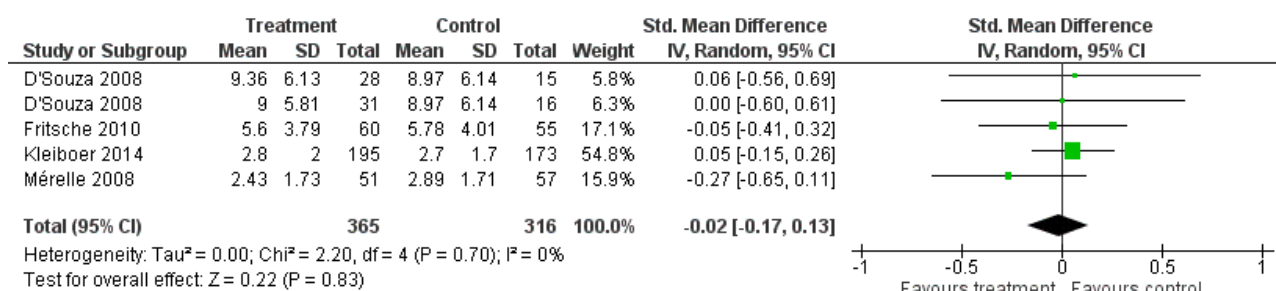 Treatment Control Std. Mean Difference Std. Mean Difference
Study or Subgroup Mean SD Total Mean SD Total Weight IV, Random, 95% CI IV, Random, 95% CI
D'Souza 2008 9.36 6.13 28 8.97 6.14 15 5.8% 0.06 [-0.56, 0.69]
D'Souza 2008 9 5.81 31 8.97 6.14 16 6.3% 0.00 [-0.60, 0.61]
Fritsche 2010 5.6 3.79 60 5.78 4.01 55 17.1% -0.05 [-0.41, 0.32]
Kleiboer 2014 2.8 2 195 2.7 1.7 173 54.8% 0.05 [-0.15, 0.26]
Mérelle 2008 2.43 1.73 51 2.89 1.71 57 15.9% -0.27 [-0.65, 0.11]
Total (95% CI) 365 316 100.0% -0.02 [-0.17, 0.13]
Heterogeneity: Tau² = 0.00; Chi² = 2.20, df = 4 (P = 0.70); I² = 0%
Test for overall effect: Z = 0.22 (P = 0.83)
-1 -0.5 0 0.5 1
Favours treatment Favours control